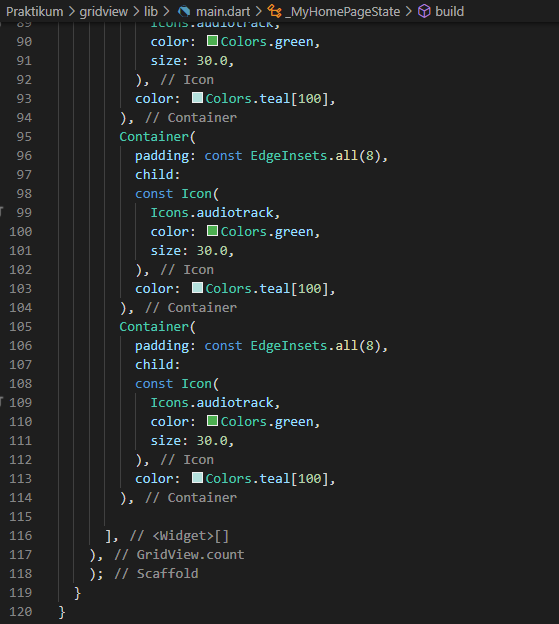 Praktikum > gridview > lib > main.dart > _MyHomePageState > build
89 Icons.audiotrack,
90 color: Colors.green,
91 size: 30.0,
92 ), // Icon
93 color: Colors.teal[100],
94 ), // Container
95 Container(
96 padding: const EdgeInsets.all(8),
97 child:
98 const Icon(
99 Icons.audiotrack,
100 color: Colors.green,
101 size: 30.0,
102 ), // Icon
103 color: Colors.teal[100],
104 ), // Container
105 Container(
106 padding: const EdgeInsets.all(8),
107 child:
108 const Icon(
109 Icons.audiotrack,
110 color: Colors.green,
111 size: 30.0,
112 ), // Icon
113 color: Colors.teal[100],
114 ), // Container
115
116 ], // <Widget>[]
117 ), // GridView.count
118 ); // Scaffold
119 }
120 }